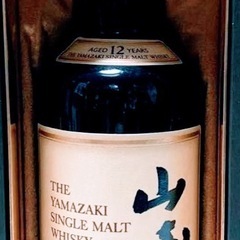 AGED 12 YEARS
THE YAMAZAKI SINGLE MALT WHISKY
THE
YAMAZAKI
SINGLE MALT
WHISKY
山